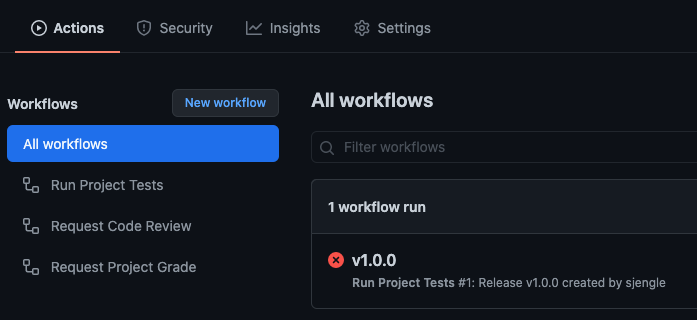 Actions Security Insights Settings
Workflows
New workflow
All workflows
Run Project Tests
Request Code Review
Request Project Grade
All workflows
Filter workflows
1 workflow run
v1.0.0
Run Project Tests #1: Release v1.0.0 created by sjengle